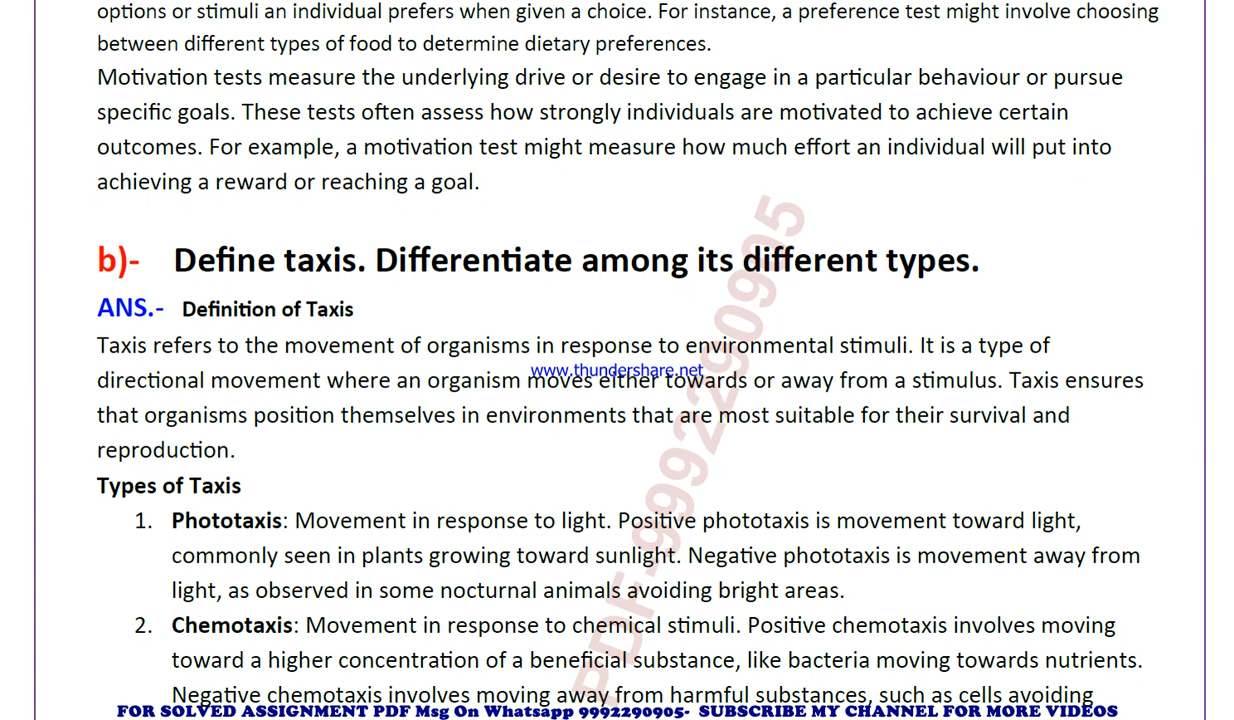 options or stimuli an individual prefers when given a choice. For instance, a preference test might involve choosing
between different types of food to determine dietary preferences.
Motivation tests measure the underlying drive or desire to engage in a particular behaviour or pursue
specific goals. These tests often assess how strongly individuals are motivated to achieve certain
outcomes. For example, a motivation test might measure how much effort an individual will put into
achieving a reward or reaching a goal.
b)- Define taxis. Differentiate among its different types.
ANS.- Definition of Taxis
Taxis refers to the movement of organisms in response to environmental stimuli. It is a type of
www.thundershare.net
directional movement where an organism moves either towards or away from a stimulus. Taxis ensures
that organisms position themselves in environments that are most suitable for their survival and
reproduction.
Types of Taxis
1. Phototaxis: Movement in response to light. Positive phototaxis is movement toward light,
commonly seen in plants growing toward sunlight. Negative phototaxis is movement away from
light, as observed in some nocturnal animals avoiding bright areas.
2. Chemotaxis: Movement in response to chemical stimuli. Positive chemotaxis involves moving
toward a higher concentration of a beneficial substance, like bacteria moving towards nutrients.
Negative chemotaxis involves moving away from harmful substances, such as cells avoiding
PDF-9992290905
FOR SOLVED ASSIGNMENT PDF Msg On Whatsapp 9992290905- SUBSCRIBE MY CHANNEL FOR MORE VIDEOS